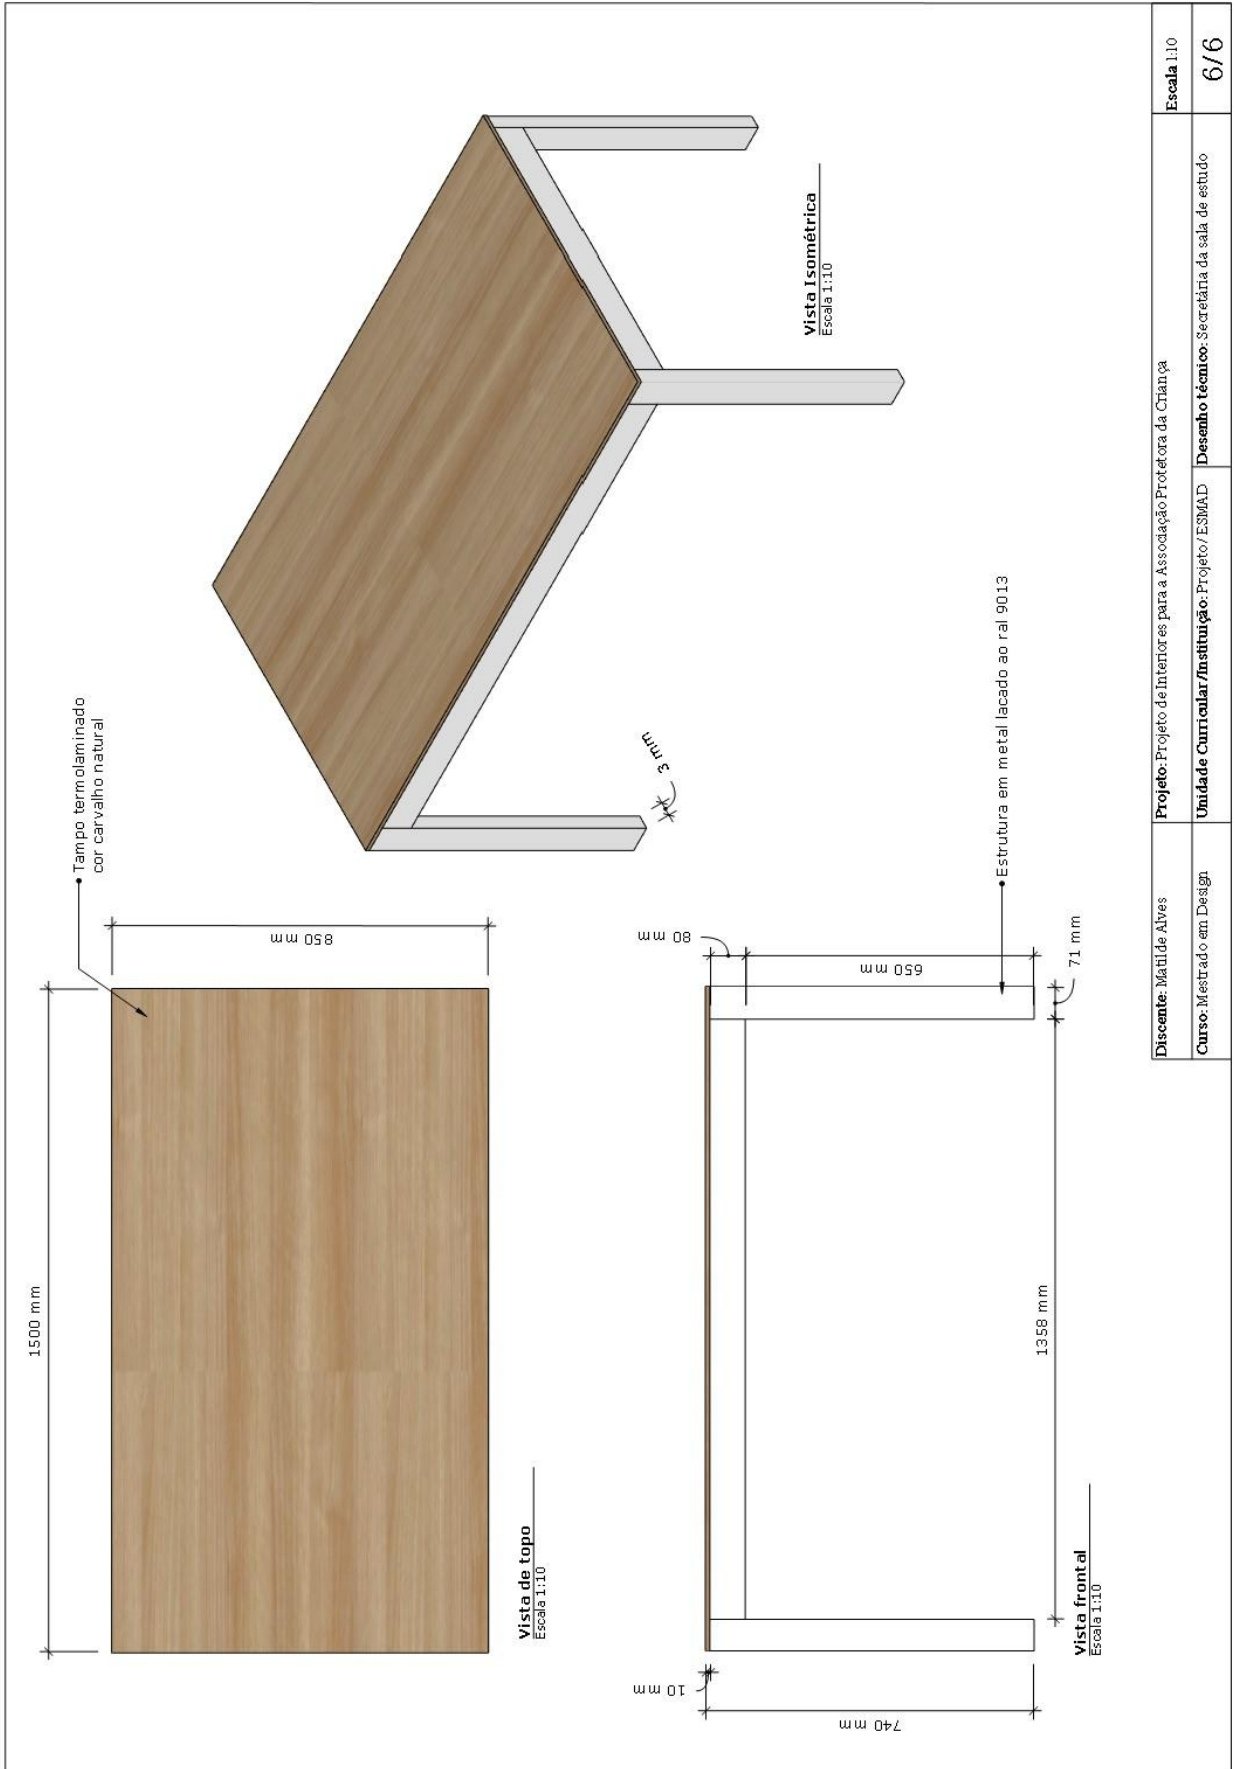 1500 mm
Tampo termolaminado
cor carvalho natural
850 mm
Vista de topo
Escala 1:10
3 mm
Vista Isométrica
Escala 1:10
10 mm
740 mm
80 mm
650 mm
71 mm
1358 mm
Estrutura em metal lacado ao ral 9013
Vista frontal
Escala 1:10
Discente: Matilde Alves
Projeto: Projeto de Interiores para a Associação Protetora da Criança
Escala 1:10
Curso: Mestrado em Design
Unidade Curricular/Instituição: Projeto/ ESMAD
Desenho técnico: Secretária da sala de estudo
6/6